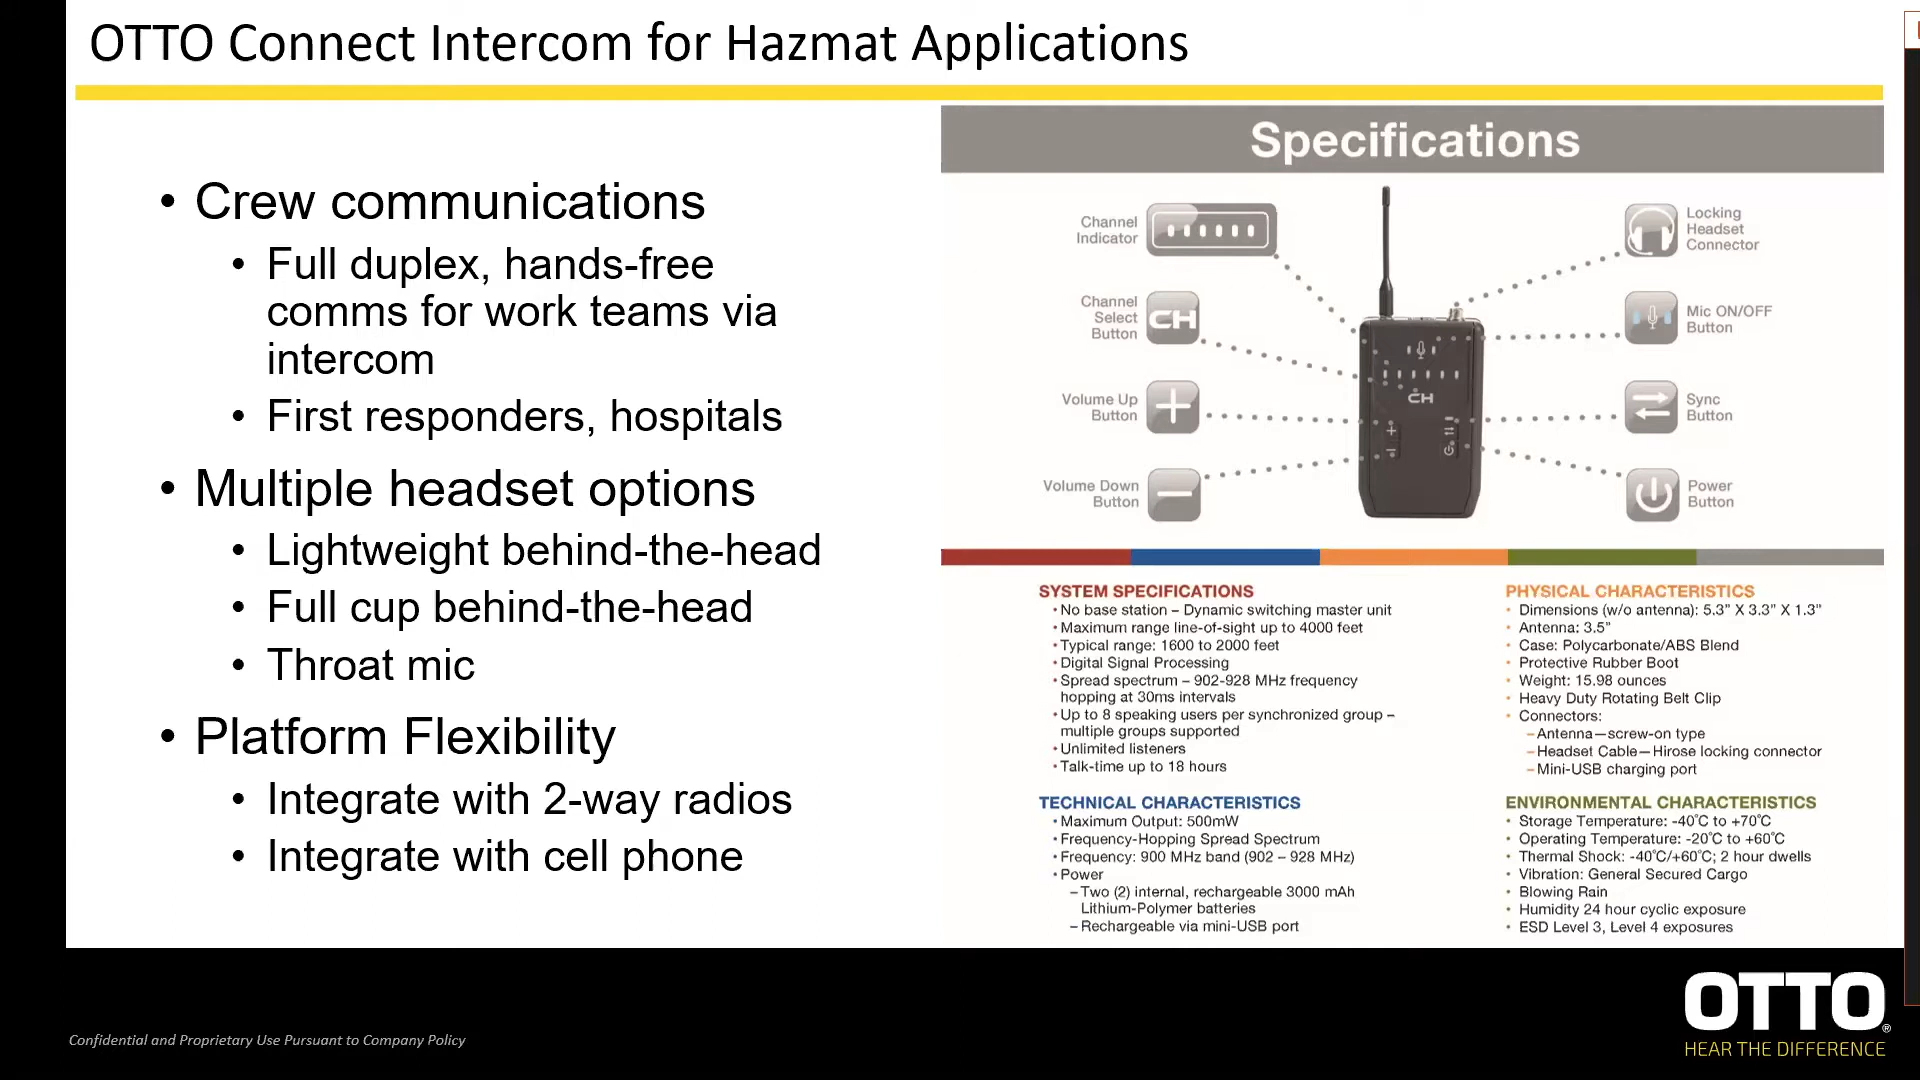 OTTO Connect Intercom for Hazmat Applications
• Crew communications
• Full duplex, hands-free
comms for work teams via
intercom
• First responders, hospitals
• Multiple headset options
• Lightweight behind-the-head
• Full cup behind-the-head
• Throat mic
• Platform Flexibility
• Integrate with 2-way radios
• Integrate with cell phone
Specifications
Channel
Indicator
Channel
Select
Button
CH
Volume Up
Button
Volume Down
Button
CH
Locking
Headset
Connector
Mic ON/OFF
Button
Sync
Button
Power
Button
SYSTEM SPECIFICATIONS
• No base station – Dynamic switching master unit
• Maximum range line-of-sight up to 4000 feet
• Typical range: 1600 to 2000 feet
• Digital Signal Processing
• Spread spectrum – 902-928 MHz frequency
hopping at 30ms intervals
• Up to 8 speaking users per synchronized group –
multiple groups supported
• Unlimited listeners
• Talk-time up to 18 hours
TECHNICAL CHARACTERISTICS
• Maximum Output: 500mW
• Frequency-Hopping Spread Spectrum
• Frequency: 900 MHz band (902 – 928 MHz)
• Power
– Two (2) internal, rechargeable 3000 mAh
Lithium-Polymer batteries
– Rechargeable via mini-USB port
PHYSICAL CHARACTERISTICS
• Dimensions (w/o antenna): 5.3" X 3.3" X 1.3"
• Antenna: 3.5"
• Case: Polycarbonate/ABS Blend
• Protective Rubber Boot
• Weight: 15.98 ounces
• Heavy Duty Rotating Belt Clip
• Connectors:
– Antenna—screw-on type
– Headset Cable—Hirose locking connector
– Mini-USB charging port
ENVIRONMENTAL CHARACTERISTICS
• Storage Temperature: -40°C to +70°C
• Operating Temperature: -20°C to +60°C
• Thermal Shock: -40°C/+60°C; 2 hour dwells
• Vibration: General Secured Cargo
• Blowing Rain
• Humidity 24 hour cyclic exposure
• ESD Level 3, Level 4 exposures
Confidential and Proprietary Use Pursuant to Company Policy
OTTO®
HEAR THE DIFFERENCE